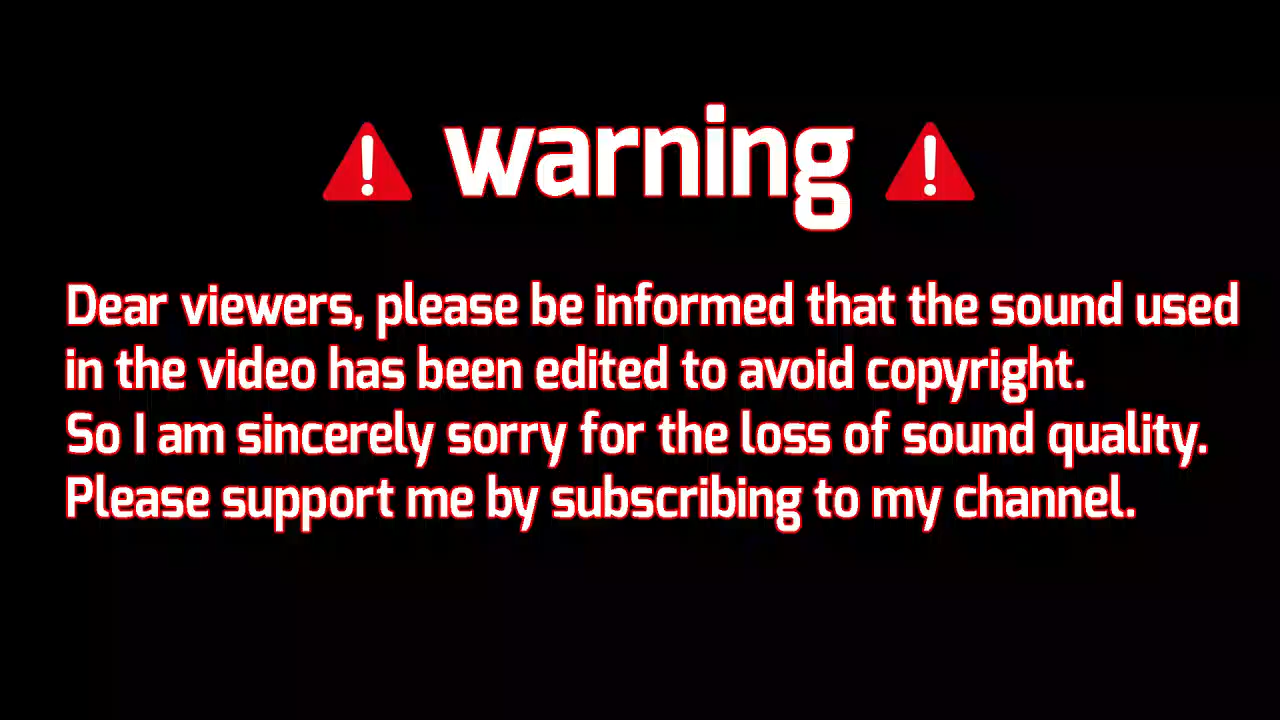 warning
Dear viewers, please be informed that the sound used
in the video has been edited to avoid copyright.
So I am sincerely sorry for the loss of sound quality.
Please support me by subscribing to my channel.